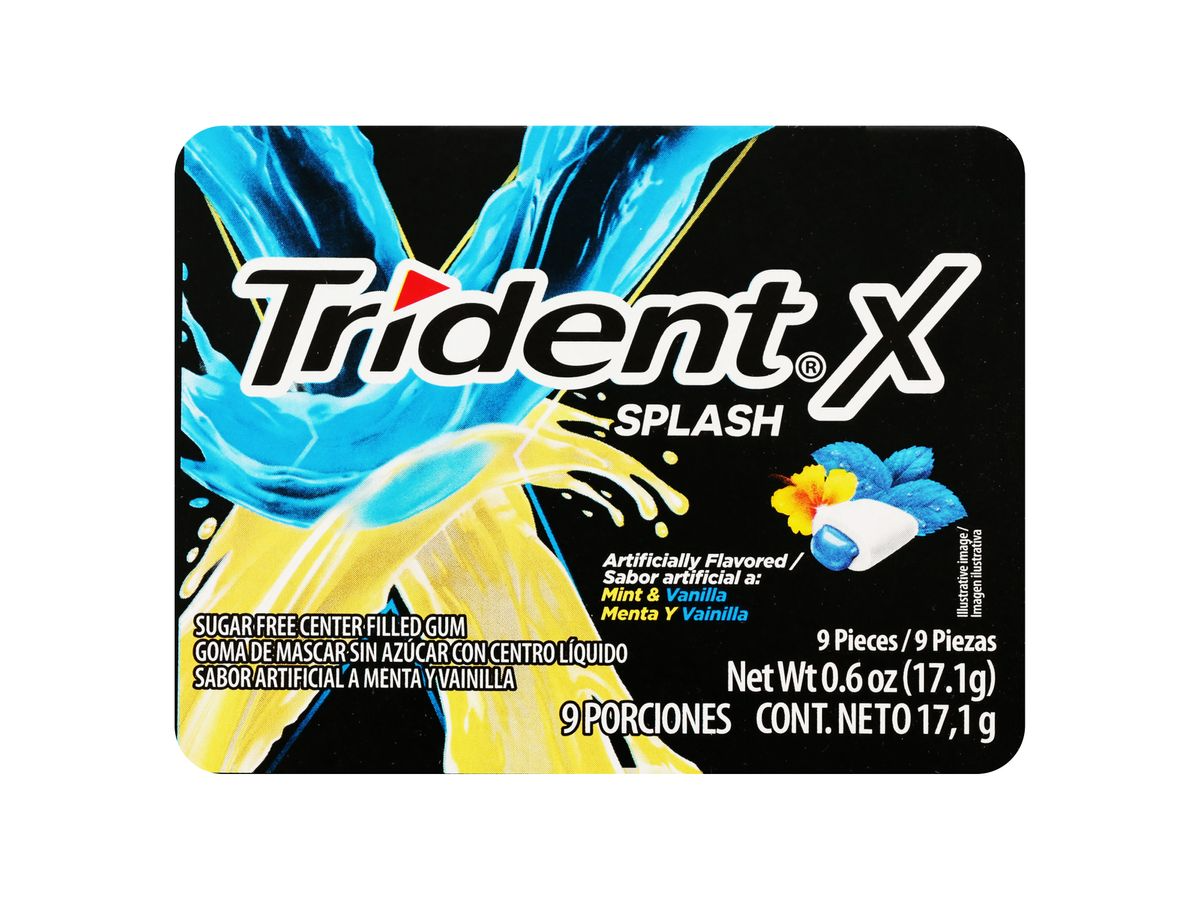 Trident® X
SPLASH
Artificially Flavored /
Sabor artificial a:
Mint & Vanilla
Menta Y Vainilla
Illustrative image /
Imagen ilustrativa
SUGAR FREE CENTER FILLED GUM
GOMA DE MASCAR SIN AZÚCAR CON CENTRO LÍQUIDO
SABOR ARTIFICIAL A MENTA Y VAINILLA
9 Pieces / 9 Piezas
Net Wt 0.6 oz (17.1g)
9 PORCIONES CONT. NETO 17,1 g